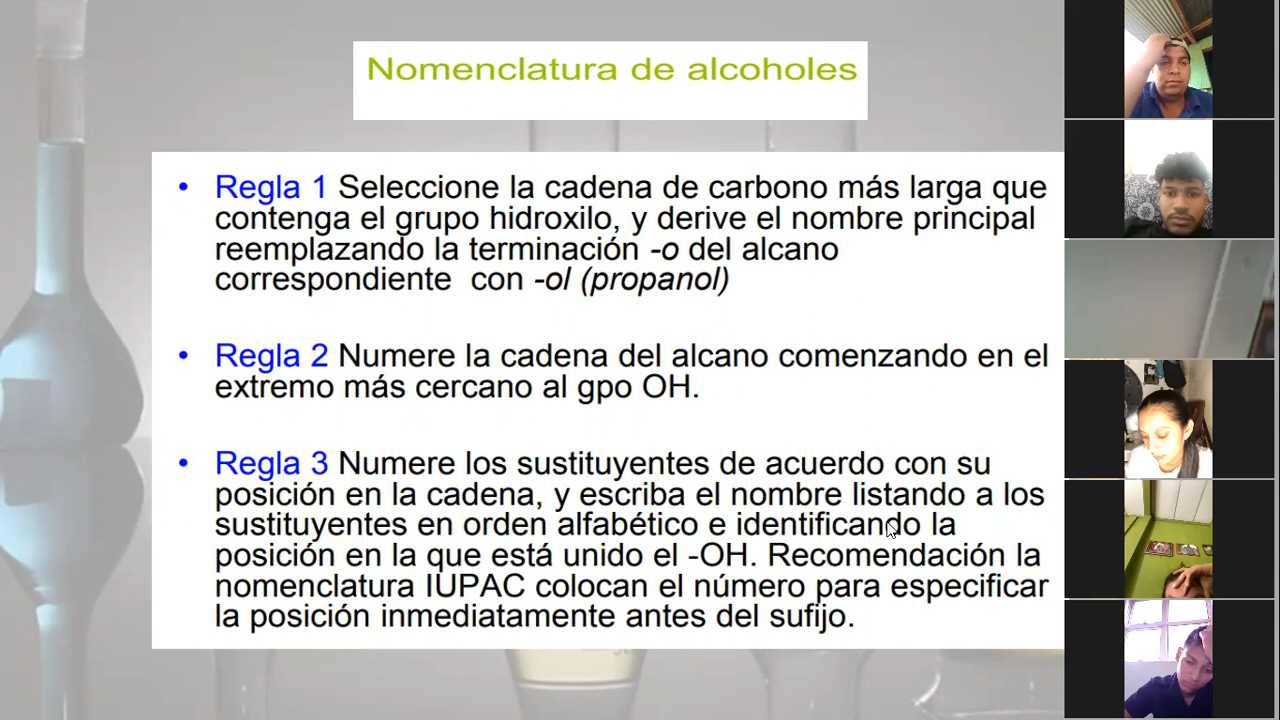 Nomenclatura de alcoholes
• Regla 1 Seleccione la cadena de carbono más larga que
contenga el grupo hidroxilo, y derive el nombre principal
reemplazando la terminación -o del alcano
correspondiente con -ol (propanol)
• Regla 2 Numere la cadena del alcano comenzando en el
extremo más cercano al gpo OH.
• Regla 3 Numere los sustituyentes de acuerdo con su
posición en la cadena, y escriba el nombre listando a los
sustituyentes en orden alfabético e identificando la
posición en la que está unido el -OH. Recomendación la
nomenclatura IUPAC colocan el número para especificar
la posición inmediatamente antes del sufijo.